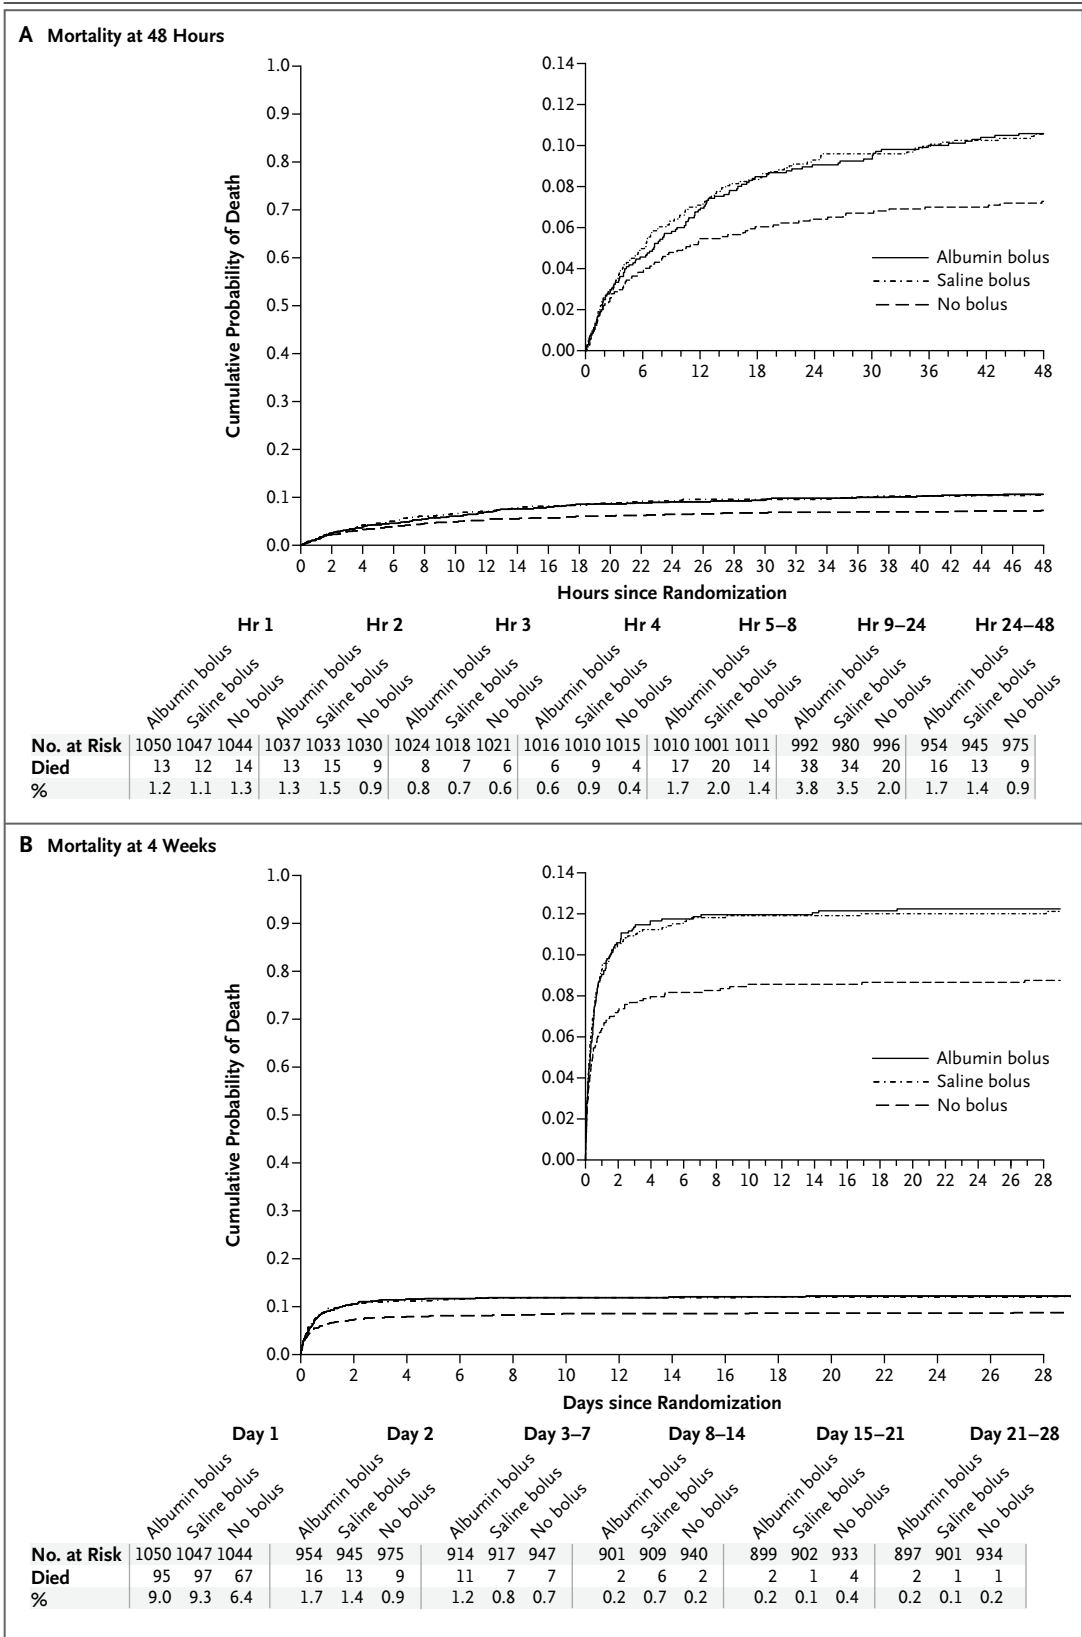 A Mortality at 48 Hours
Cumulative Probability of Death
1.0
0.9
0.8
0.7
0.6
0.5
0.4
0.3
0.2
0.1
0.0
0 2 4 6 8 10 12 14 16 18 20 22 24 26 28 30 32 34 36 38 40 42 44 46 48
Hours since Randomization
0.14
0.12
0.10
0.08
0.06
0.04
0.02
0.00
0 6 12 18 24 30 36 42 48
Albumin bolus
Saline bolus
No bolus
Hr 1 Hr 2 Hr 3 Hr 4 Hr 5–8 Hr 9–24 Hr 24–48
Albumin bolus Saline bolus No bolus Albumin bolus Saline bolus No bolus Albumin bolus Saline bolus No bolus Albumin bolus Saline bolus No bolus Albumin bolus Saline bolus No bolus Albumin bolus Saline bolus No bolus Albumin bolus Saline bolus No bolus
No. at Risk 1050 1047 1044 1037 1033 1030 1024 1018 1021 1016 1010 1015 1010 1001 1011 992 980 996 954 945 975
Died 13 12 14 13 15 9 8 7 6 6 9 4 17 20 14 38 34 20 16 13 9
% 1.2 1.1 1.3 1.3 1.5 0.9 0.8 0.7 0.6 0.6 0.9 0.4 1.7 2.0 1.4 3.8 3.5 2.0 1.7 1.4 0.9
B Mortality at 4 Weeks
Cumulative Probability of Death
1.0
0.9
0.8
0.7
0.6
0.5
0.4
0.3
0.2
0.1
0.0
0 2 4 6 8 10 12 14 16 18 20 22 24 26 28
Days since Randomization
0.14
0.12
0.10
0.08
0.06
0.04
0.02
0.00
0 2 4 6 8 10 12 14 16 18 20 22 24 26 28
Albumin bolus
Saline bolus
No bolus
Day 1 Day 2 Day 3–7 Day 8–14 Day 15–21 Day 21–28
Albumin bolus Saline bolus No bolus Albumin bolus Saline bolus No bolus Albumin bolus Saline bolus No bolus Albumin bolus Saline bolus No bolus Albumin bolus Saline bolus No bolus Albumin bolus Saline bolus No bolus
No. at Risk 1050 1047 1044 954 945 975 914 917 947 901 909 940 899 902 933 897 901 934
Died 95 97 67 16 13 9 11 7 7 2 6 2 2 1 4 2 1 1
% 9.0 9.3 6.4 1.7 1.4 0.9 1.2 0.8 0.7 0.2 0.7 0.2 0.2 0.1 0.4 0.2 0.1 0.2